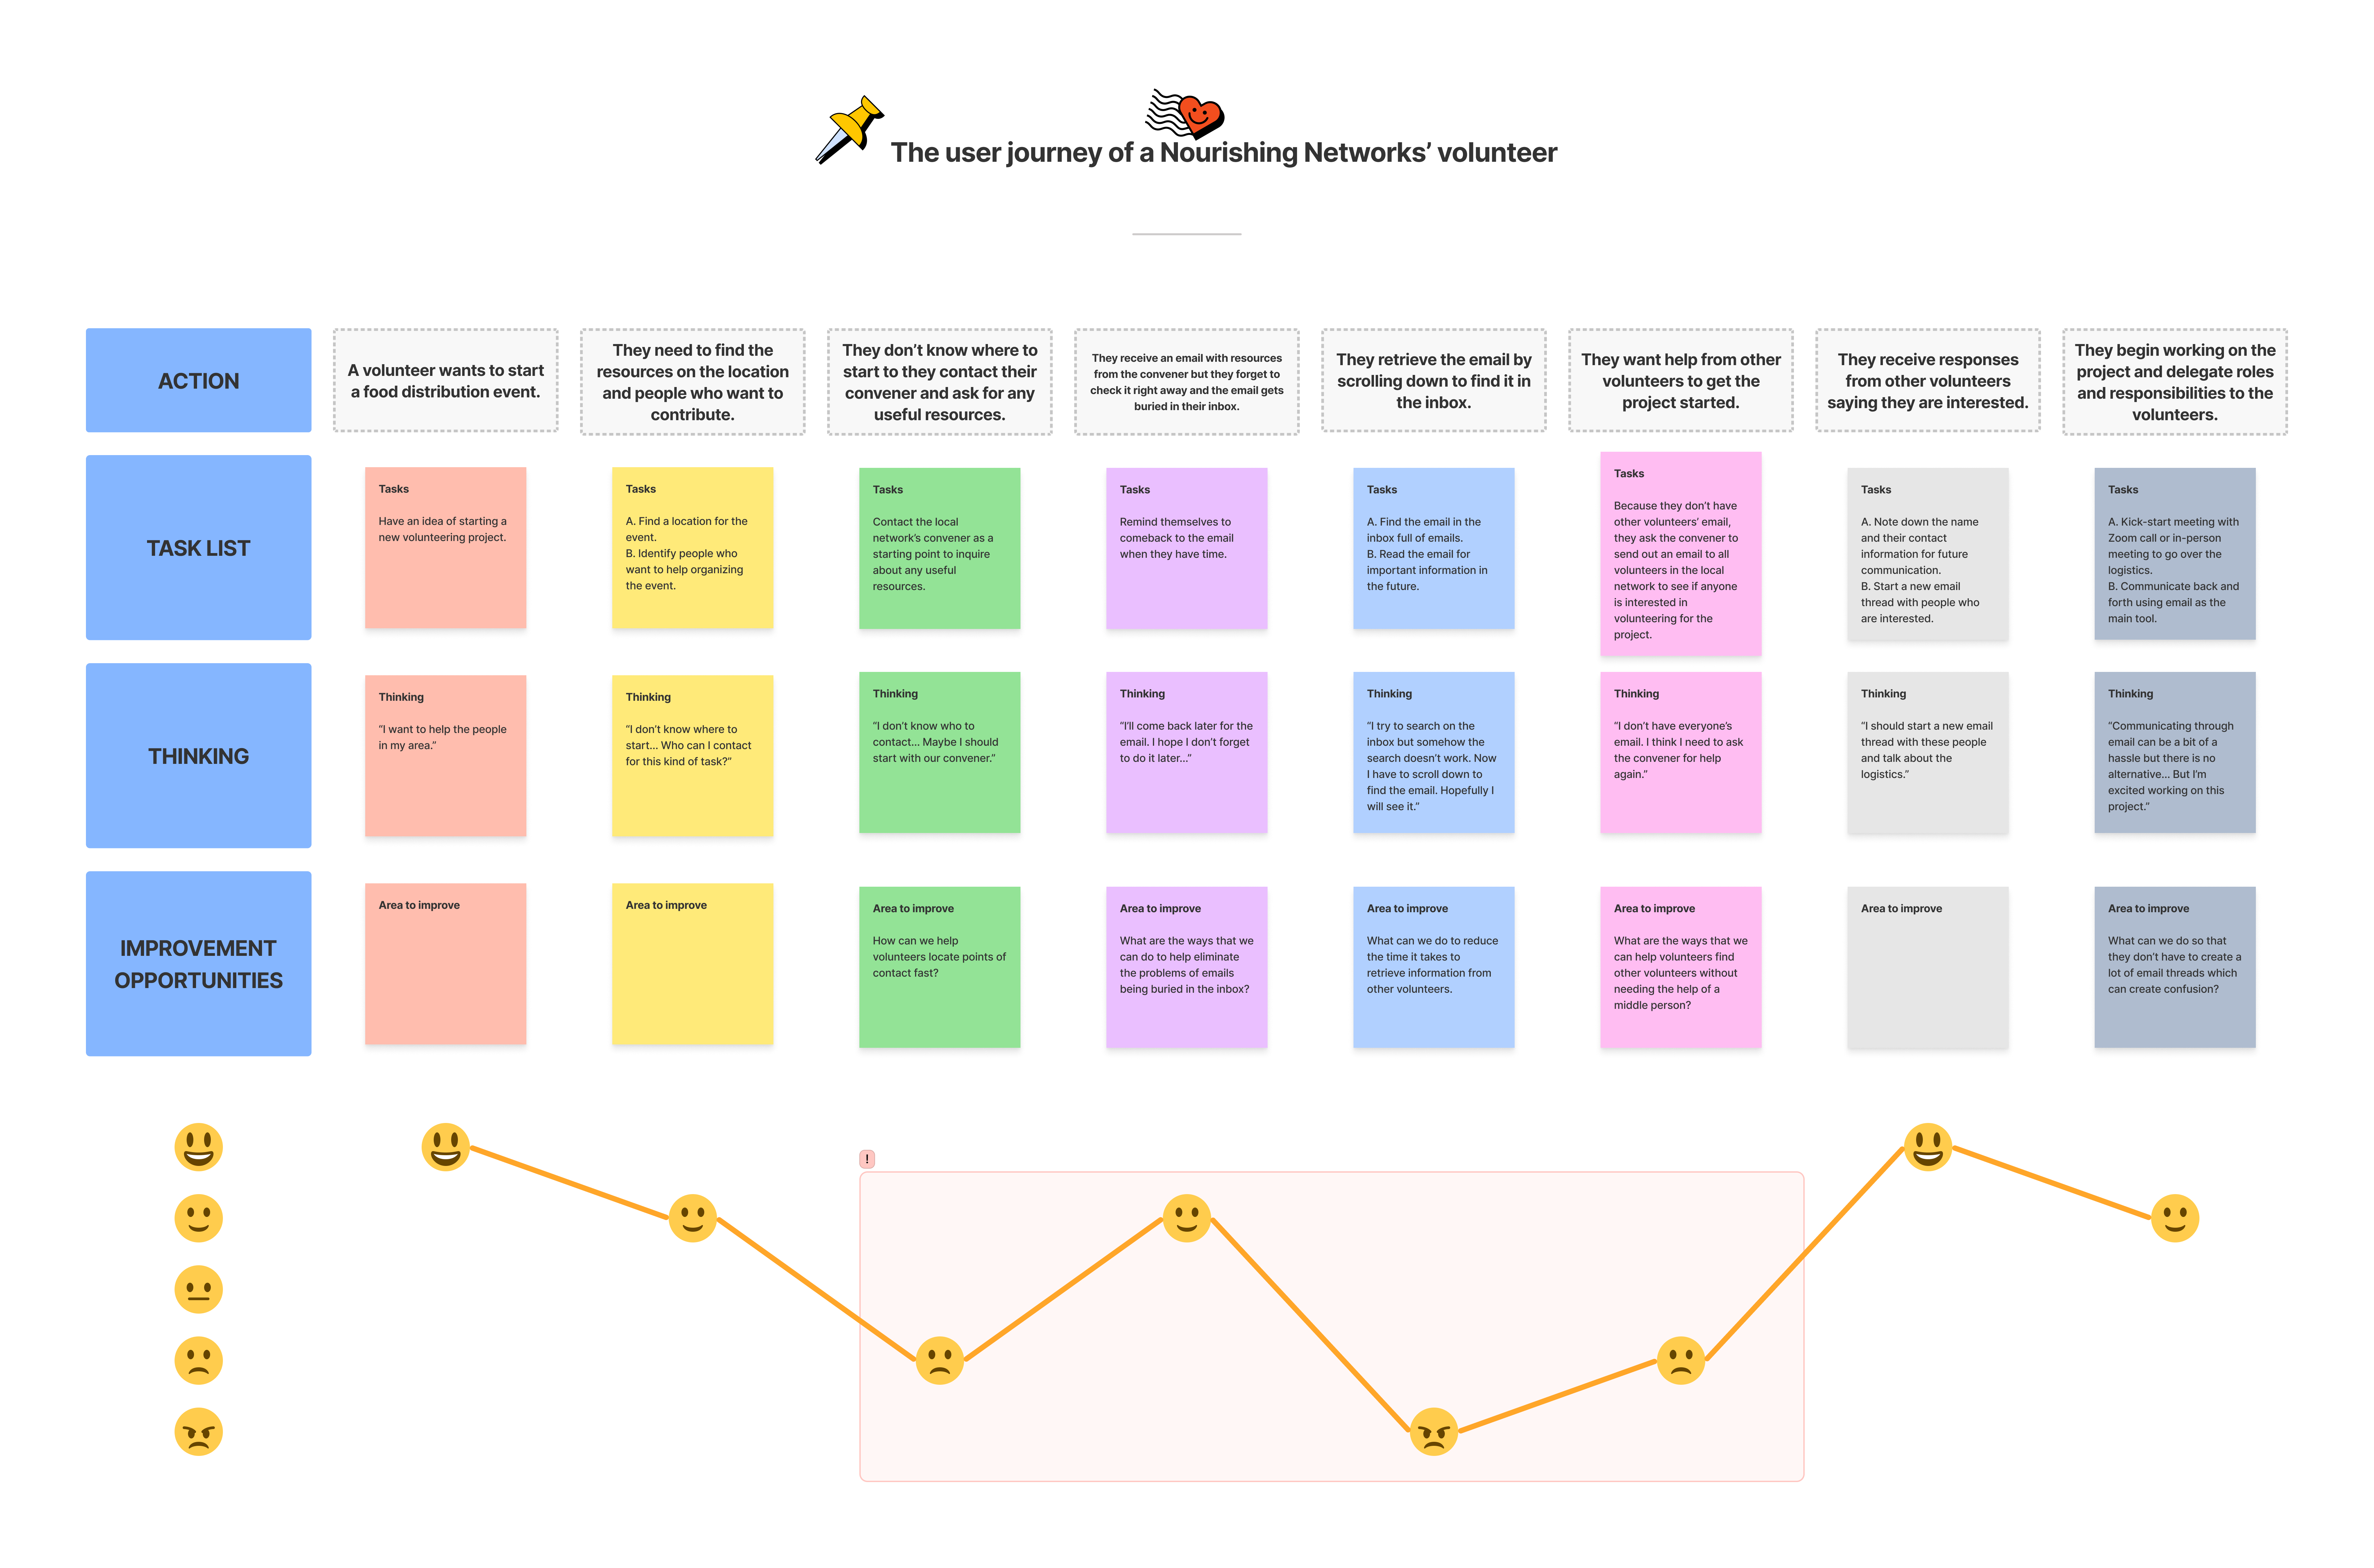 The user journey of a Nourishing Networks’ volunteer
ACTION
A volunteer wants to start
a food distribution event.
They need to find the
resources on the location
and people who want to
contribute.
They don’t know where to
start to they contact their
convener and ask for any
useful resources.
They receive an email with resources
from the convener but they forget to
check it right away and the email gets
buried in their inbox.
They retrieve the email by
scrolling down to find it in
the inbox.
They want help from other
volunteers to get the
project started.
They receive responses
from other volunteers
saying they are interested.
They begin working on the
project and delegate roles
and responsibilities to the
volunteers.
TASK LIST
Tasks
Have an idea of starting a
new volunteering project.
Tasks
A. Find a location for the
event.
B. Identify people who
want to help organizing
the event.
Tasks
Contact the local
network’s convener as a
starting point to inquire
about any useful
resources.
Tasks
Remind themselves to
comeback to the email
when they have time.
Tasks
A. Find the email in the
inbox full of emails.
B. Read the email for
important information in
the future.
Tasks
Because they don’t have
other volunteers’ email,
they ask the convener to
send out an email to all
volunteers in the local
network to see if anyone
is interested in
volunteering for the
project.
Tasks
A. Note down the name
and their contact
information for future
communication.
B. Start a new email
thread with people who
are interested.
Tasks
A. Kick-start meeting with
Zoom call or in-person
meeting to go over the
logistics.
B. Communicate back and
forth using email as the
main tool.
THINKING
Thinking
“I want to help the people
in my area.”
Thinking
“I don’t know where to
start... Who can I contact
for this kind of task?”
Thinking
“I don’t know who to
contact... Maybe I should
start with our convener.”
Thinking
“I’ll come back later for the
email. I hope I don’t forget
to do it later...”
Thinking
“I try to search on the
inbox but somehow the
search doesn’t work. Now
I have to scroll down to
find the email. Hopefully I
will see it.”
Thinking
“I don’t have everyone’s
email. I think I need to ask
the convener for help
again.”
Thinking
“I should start a new email
thread with these people
and talk about the
logistics.”
Thinking
“Communicating through
email can be a bit of a
hassle but there is no
alternative... But I’m
excited working on this
project.”
IMPROVEMENT
OPPORTUNITIES
Area to improve
Area to improve
Area to improve
How can we help
volunteers locate points of
contact fast?
Area to improve
What are the ways that we
can do to help eliminate
the problems of emails
being buried in the inbox?
Area to improve
What can we do to reduce
the time it takes to
retrieve information from
other volunteers.
Area to improve
What are the ways that we
can help volunteers find
other volunteers without
needing the help of a
middle person?
Area to improve
Area to improve
What can we do so that
they don’t have to create a
lot of email threads which
can create confusion?
!